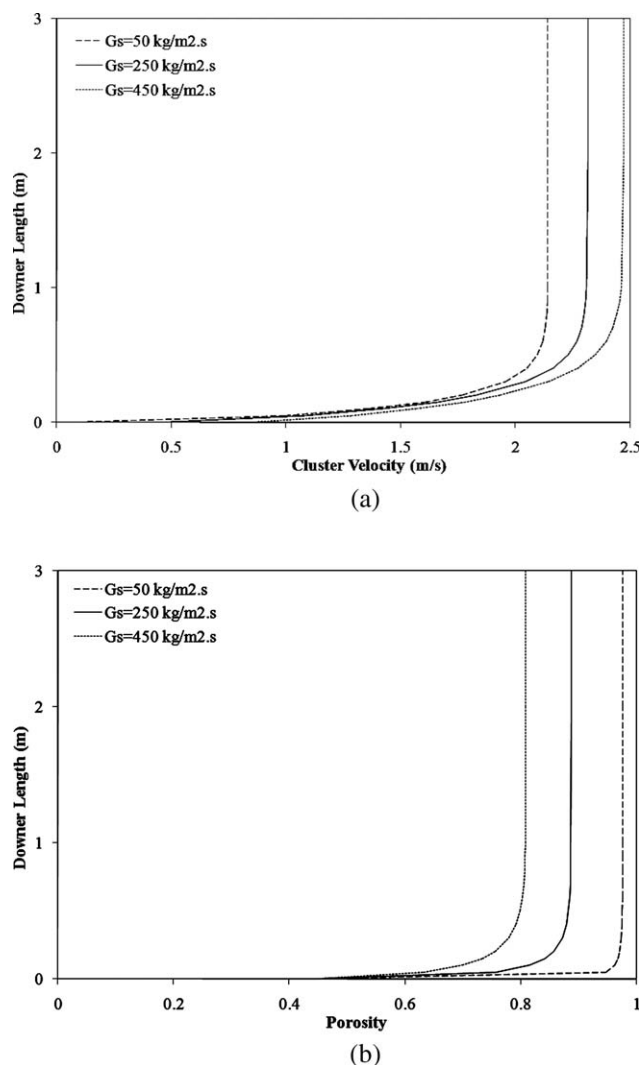 3
Gs=50 kg/m2.s
Gs=250 kg/m2.s
Gs=450 kg/m2.s
2
Downer Length (m)
1
0
0 0.5 1 1.5 2 2.5
Cluster Velocity (m/s)
(a)
3
Gs=50 kg/m2.s
Gs=250 kg/m2.s
Gs=450 kg/m2.s
2
Downer Length (m)
1
0
0 0.2 0.4 0.6 0.8 1
Porosity
(b)